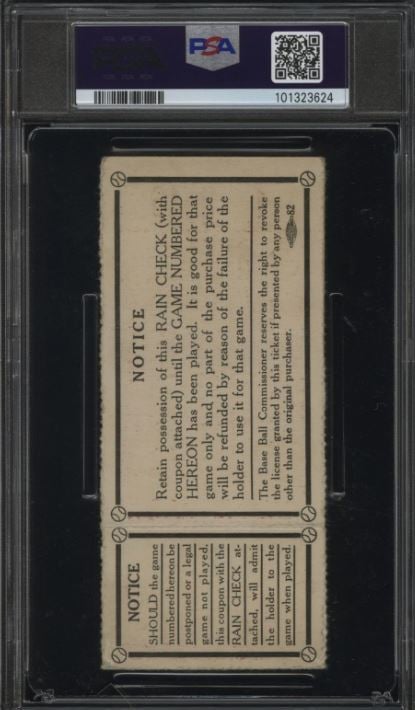 PSA
101323624
NOTICE
Retain possession of this RAIN CHECK (with
coupon attached) until the GAME NUMBERED
HEREON has been played. It is good for that
game only and no part of the purchase price
will be refunded by reason of the failure of the
holder to use it for that game.
The Base Ball Commissioner reserves the right to revoke
the license granted by this ticket if presented by any person
other than the original purchaser.
82
NOTICE
SHOULD the game
numbered hereon be
postponed or a legal
game not played,
this coupon with the
RAIN CHECK at-
tached, will admit
the holder to the
game when played.